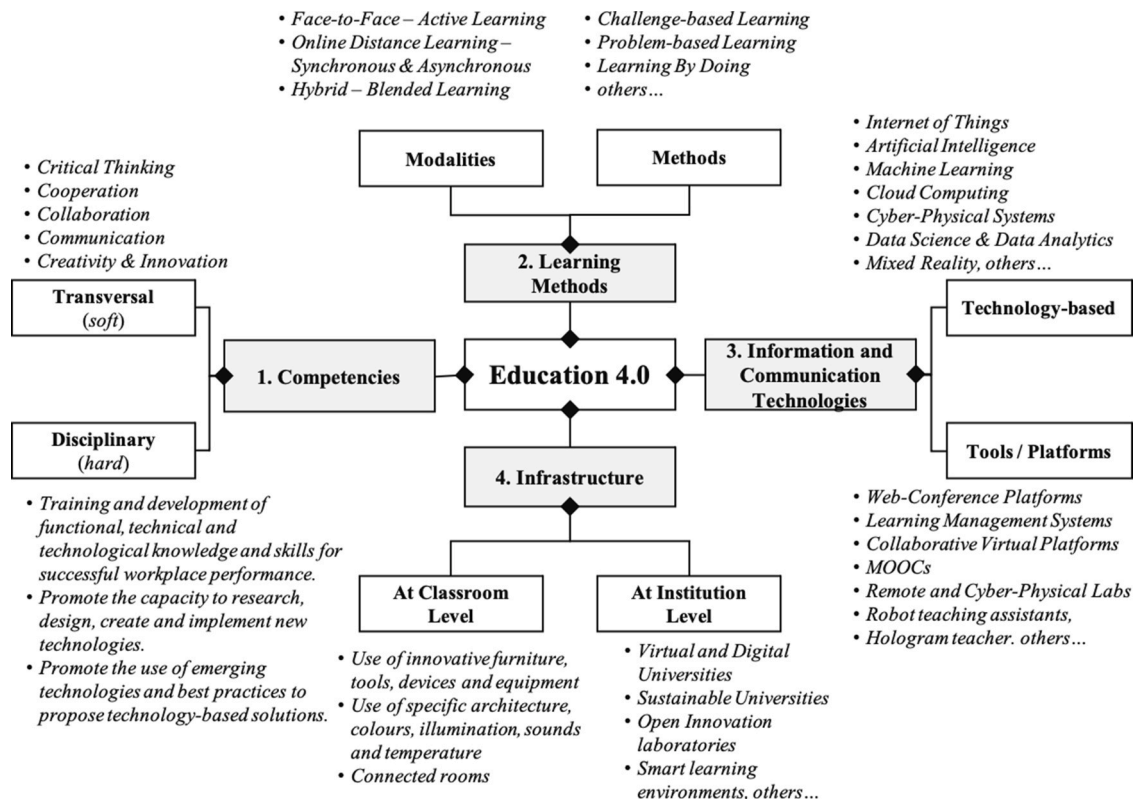 • Face-to-Face – Active Learning
• Online Distance Learning –
Synchronous & Asynchronous
• Hybrid – Blended Learning
• Challenge-based Learning
• Problem-based Learning
• Learning By Doing
• others…
Modalities
Methods
• Internet of Things
• Artificial Intelligence
• Machine Learning
• Cloud Computing
• Cyber-Physical Systems
• Data Science & Data Analytics
• Mixed Reality, others…
• Critical Thinking
• Cooperation
• Collaboration
• Communication
• Creativity & Innovation
2. Learning
Methods
Transversal
(soft)
Technology-based
1. Competencies
Education 4.0
3. Information and
Communication
Technologies
Disciplinary
(hard)
4. Infrastructure
Tools / Platforms
• Training and development of
functional, technical and
technological knowledge and skills for
successful workplace performance.
• Promote the capacity to research,
design, create and implement new
technologies.
• Promote the use of emerging
technologies and best practices to
propose technology-based solutions.
At Classroom
Level
At Institution
Level
• Use of innovative furniture,
tools, devices and equipment
• Use of specific architecture,
colours, illumination, sounds
and temperature
• Connected rooms
• Virtual and Digital
Universities
• Sustainable Universities
• Open Innovation
laboratories
• Smart learning
environments, others…
• Web-Conference Platforms
• Learning Management Systems
• Collaborative Virtual Platforms
• MOOCs
• Remote and Cyber-Physical Labs
• Robot teaching assistants,
• Hologram teacher. others…